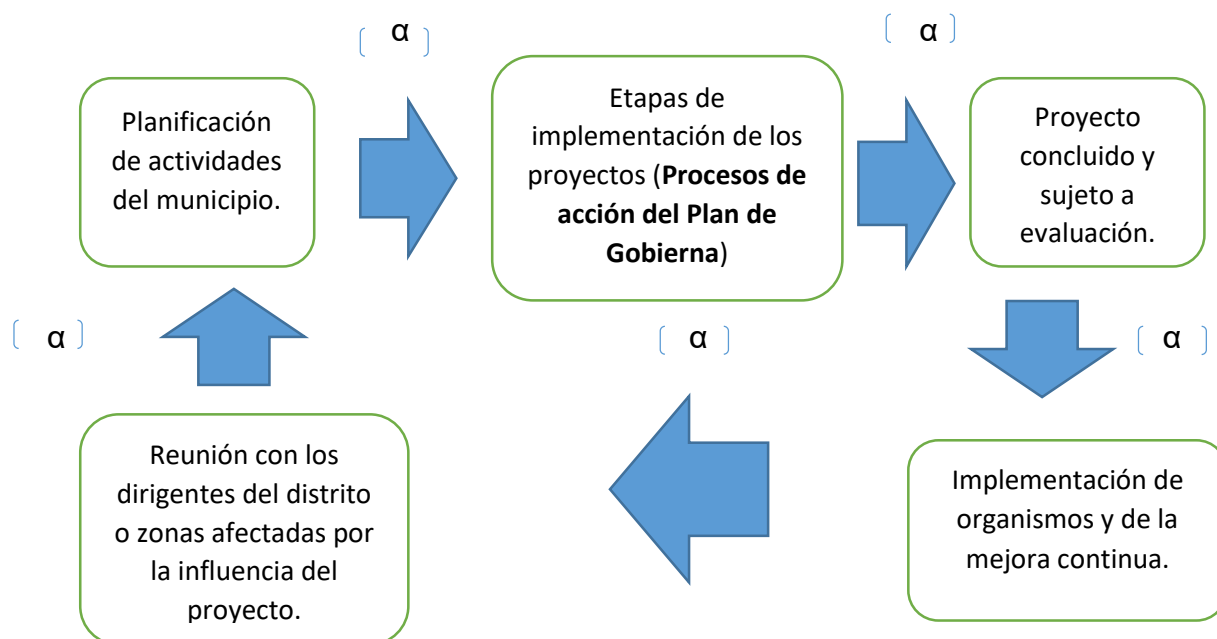 [ α ]
[ α ]
Planificación
de actividades
del municipio.
Etapas de
implementación de los
proyectos (Procesos de
acción del Plan de
Gobierna)
Proyecto
concluido y
sujeto a
evaluación.
[ α ]
[ α ]
[ α ]
Reunión con los
dirigentes del distrito
o zonas afectadas por
la influencia del
proyecto.
Implementación de
organismos y de la
mejora continua.